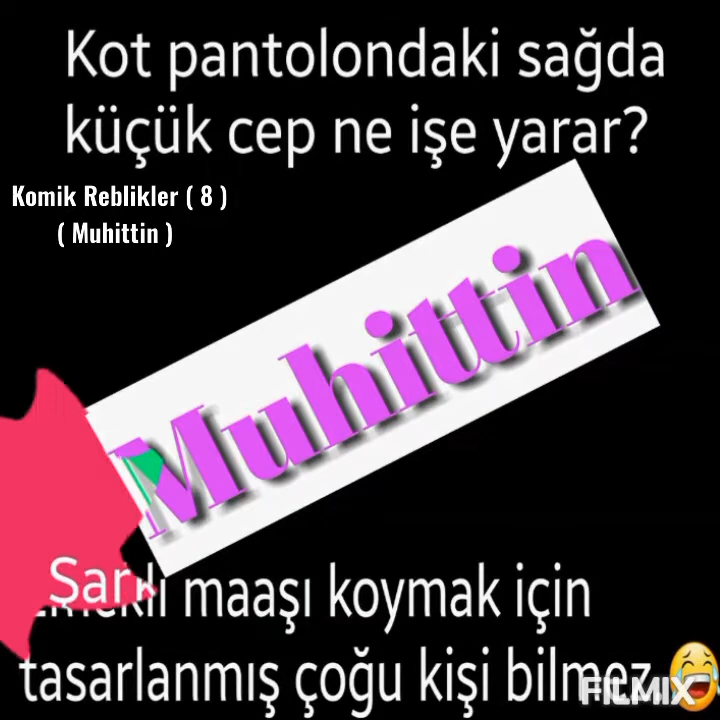 Kot pantolondaki sağda
küçük cep ne işe yarar?
Komik Reblikler ( 8 )
( Muhittin )
Muhittin
Şar
maaşı koymak için
tasarlanmış çoğu kişi bilmez
FILMIX